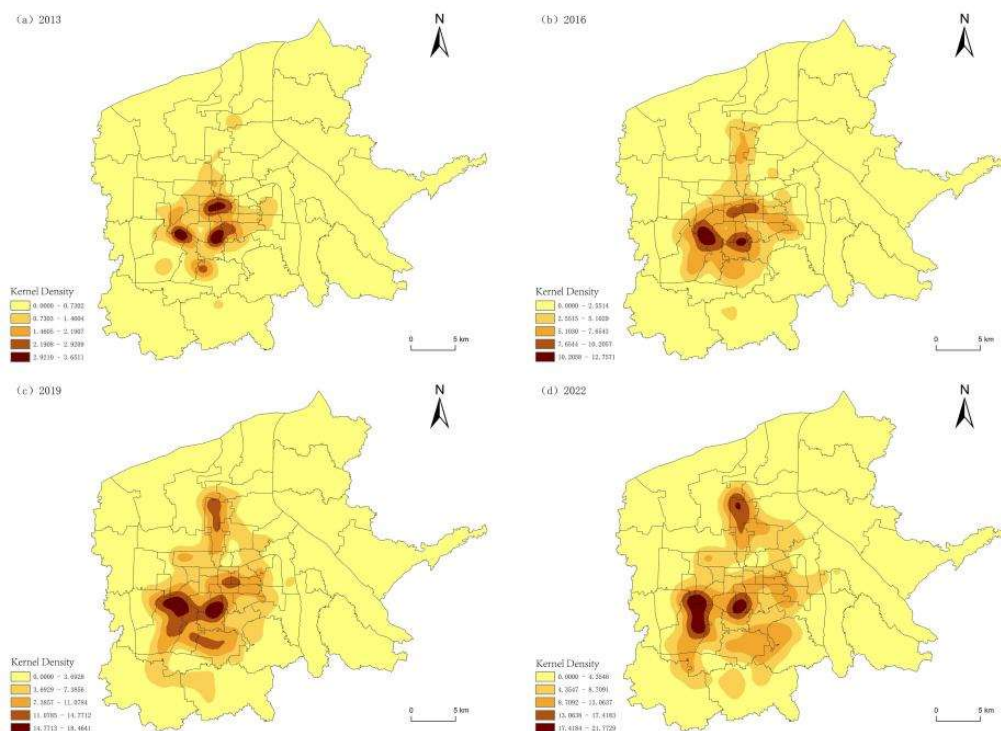 (a) 2013
N
Kernel Density
0.0000 - 0.7302
0.7303 - 1.4604
1.4605 - 2.1907
2.1908 - 2.9209
2.9210 - 3.6511
0 5 km
(b) 2016
N
Kernel Density
0.0000 - 2.5514
2.5515 - 5.1029
5.1030 - 7.6543
7.6544 - 10.2057
10.2058 - 12.7571
0 5 km
(c) 2019
N
Kernel Density
0.0000 - 3.6928
3.6929 - 7.3856
7.3857 - 11.0784
11.0785 - 14.7712
14.7713 - 18.4641
0 5 km
(d) 2022
N
Kernel Density
0.0000 - 4.3546
4.3547 - 8.7091
8.7092 - 13.0637
13.0638 - 17.4183
17.4184 - 21.7729
0 5 km